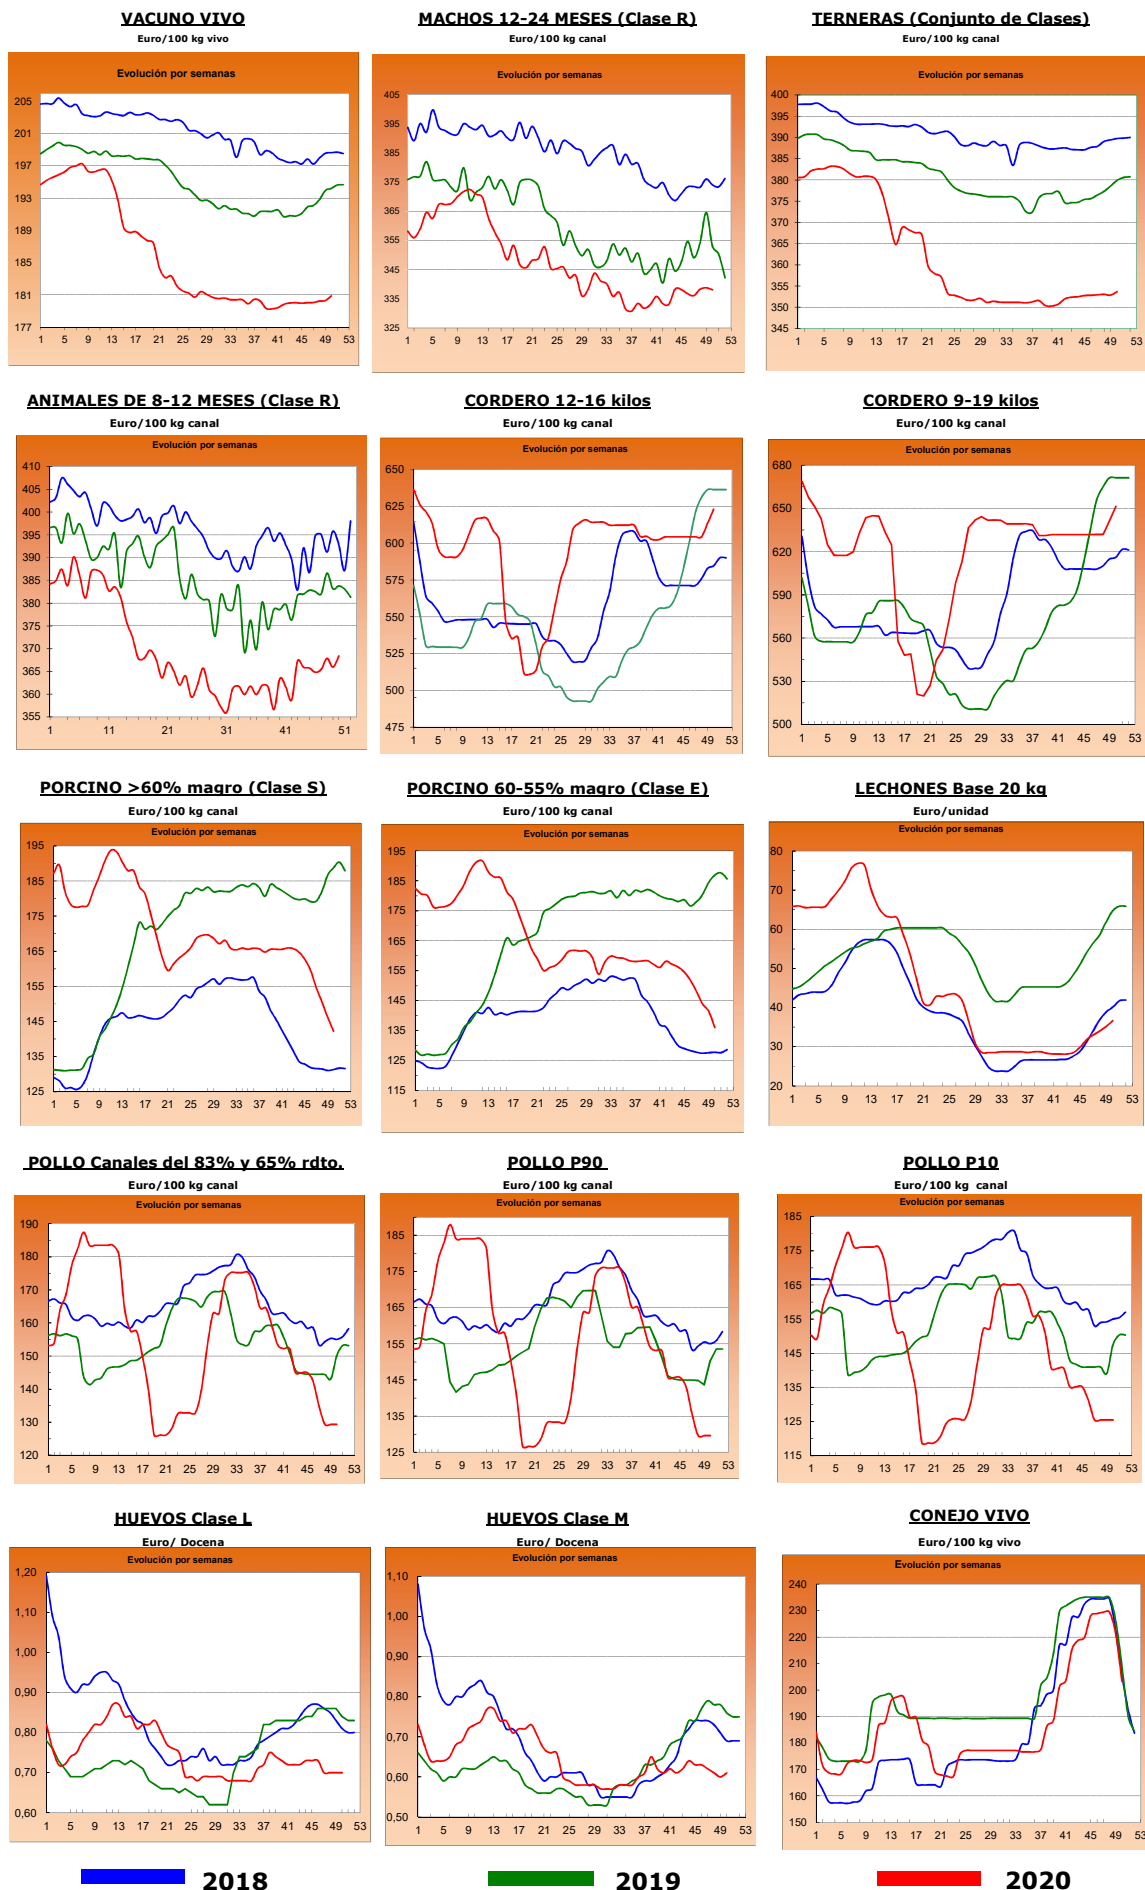 VACUNO VIVO
Euro/100 kg vivo
Evolución por semanas
205
201
197
193
189
185
181
177
1 5 9 13 17 21 25 29 33 37 41 45 49 53
MACHOS 12-24 MESES (Clase R)
Euro/100 kg canal
Evolución por semanas
405
385
365
345
325
1 5 9 13 17 21 25 29 33 37 41 45 49 53
TERNERAS (Conjunto de Clases)
Euro/100 kg canal
Evolución por semanas
400
390
380
375
365
360
350
345
1 5 9 13 17 21 25 29 33 37 41 45 49 53
ANIMALES DE 8-12 MESES (Clase R)
Euro/100 kg canal
Evolución por semanas
410
405
400
395
390
385
380
375
370
365
360
355
1 11 21 31 41 51
CORDERO 12-16 kilos
Euro/100 kg canal
Evolución por semanas
650
625
600
575
550
525
500
475
1 5 9 13 17 21 25 29 33 37 41 45 49 53
CORDERO 9-19 kilos
Euro/100 kg canal
Evolución por semanas
680
650
620
590
560
530
500
1 5 9 13 17 21 25 29 33 37 41 45 49 53
PORCINO >60% magro (Clase S)
Euro/100 kg canal
Evolución por semanas
195
185
175
165
155
145
135
125
1 5 9 13 17 21 25 29 33 37 41 45 49 53
PORCINO 60-55% magro (Clase E)
Euro/100 kg canal
Evolución por semanas
195
185
175
165
155
145
135
125
115
1 5 9 13 17 21 25 29 33 37 41 45 49 53
LECHONES Base 20 kg
Euro/unidad
Evolución por semanas
80
70
60
50
40
30
20
1 5 9 13 17 21 25 29 33 37 41 45 49 53
POLLO Canales del 83% y 65% rdto.
Euro/100 kg canal
Evolución por semanas
190
180
170
160
150
140
130
120
1 5 9 13 17 21 25 29 33 37 41 45 49 53
POLLO P90
Euro/100 kg canal
Evolución por semanas
185
175
165
155
145
135
125
1 5 9 13 17 21 25 29 33 37 41 45 49 53
POLLO P10
Euro/100 kg canal
Evolución por semanas
185
175
165
155
145
135
125
115
1 5 9 13 17 21 25 29 33 37 41 45 49 53
HUEVOS Clase L
Euro/ Docena
Evolución por semanas
1,20
1,10
1,00
0,90
0,80
0,70
0,60
1 5 9 13 17 21 25 29 33 37 41 45 49 53
HUEVOS Clase M
Euro/ Docena
Evolución por semanas
1,10
1,00
0,90
0,80
0,70
0,60
0,50
1 5 9 13 17 21 25 29 33 37 41 45 49 53
CONEJO VIVO
Euro/100 kg vivo
Evolución por semanas
240
230
220
210
200
190
180
170
160
150
1 5 9 13 17 21 25 29 33 37 41 45 49 53
2018 2019 2020